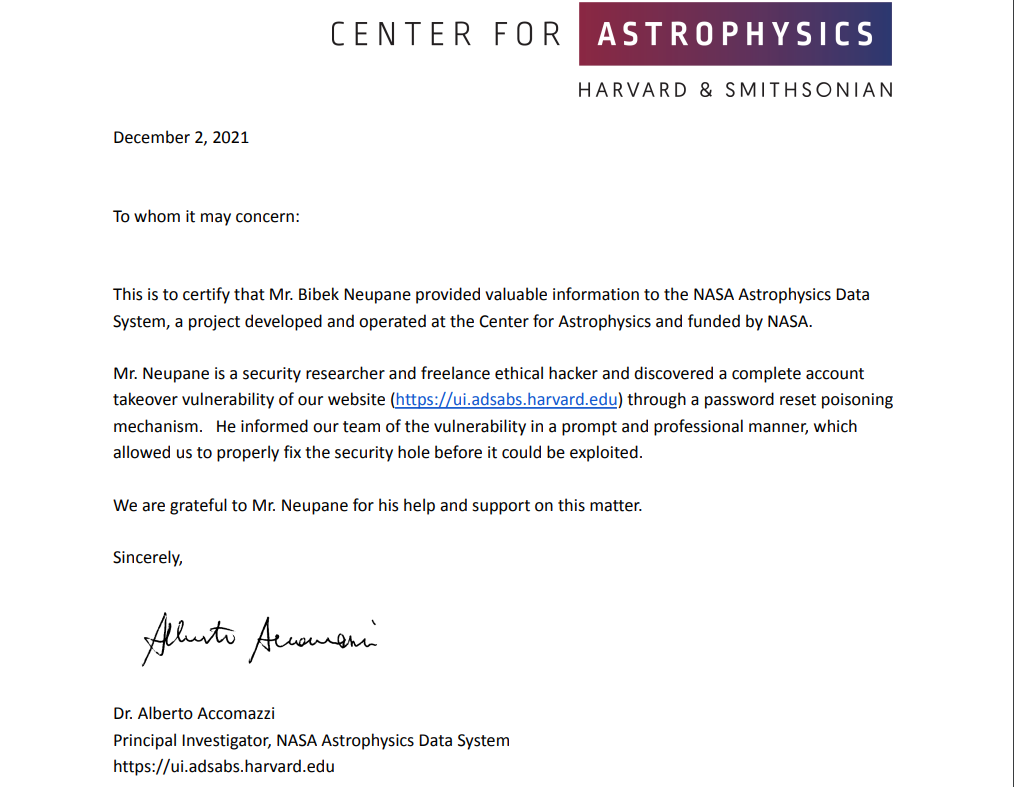 CENTER FOR ASTROPHYSICS
HARVARD & SMITHSONIAN
December 2, 2021
To whom it may concern:
This is to certify that Mr. Bibek Neupane provided valuable information to the NASA Astrophysics Data
System, a project developed and operated at the Center for Astrophysics and funded by NASA.
Mr. Neupane is a security researcher and freelance ethical hacker and discovered a complete account
takeover vulnerability of our website (https://ui.adsabs.harvard.edu) through a password reset poisoning
mechanism.   He informed our team of the vulnerability in a prompt and professional manner, which
allowed us to properly fix the security hole before it could be exploited.
We are grateful to Mr. Neupane for his help and support on this matter.
Sincerely,
Alberto Accomazzi
Dr. Alberto Accomazzi
Principal Investigator, NASA Astrophysics Data System
https://ui.adsabs.harvard.edu